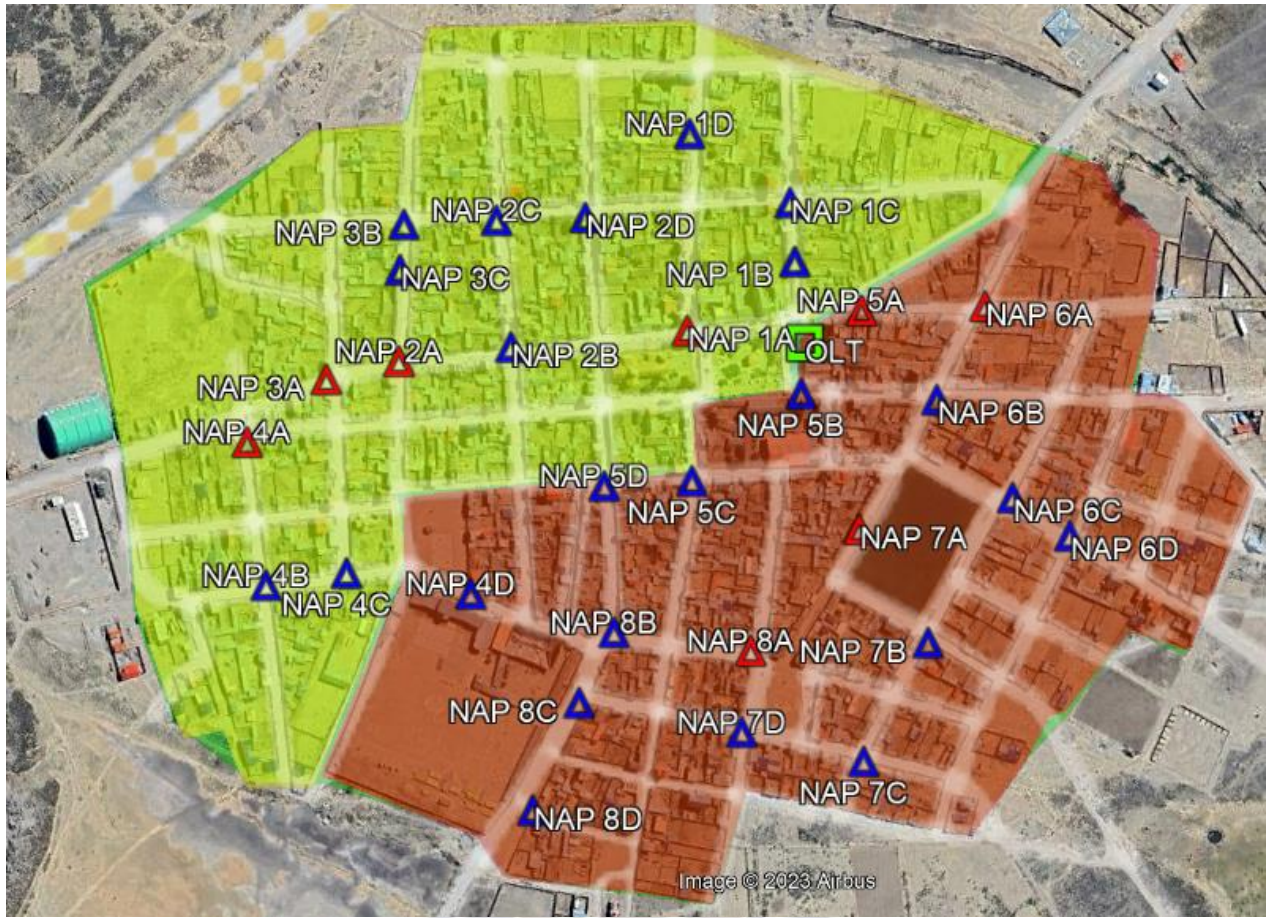 NAP 1D
NAP 2C
NAP 1C
NAP 3B
NAP 2D
NAP 3C
NAP 1B
NAP 5A
NAP 6A
NAP 1A
NAP 2A
NAP 2B
OLT
NAP 3A
NAP 6B
NAP 5B
NAP 4A
NAP 5D
NAP 5C
NAP 6C
NAP 7A
NAP 6D
NAP 4B
NAP 4D
NAP 4C
NAP 8B
NAP 8A
NAP 7B
NAP 8C
NAP 7D
NAP 7C
NAP 8D
Image © 2023 Airbus